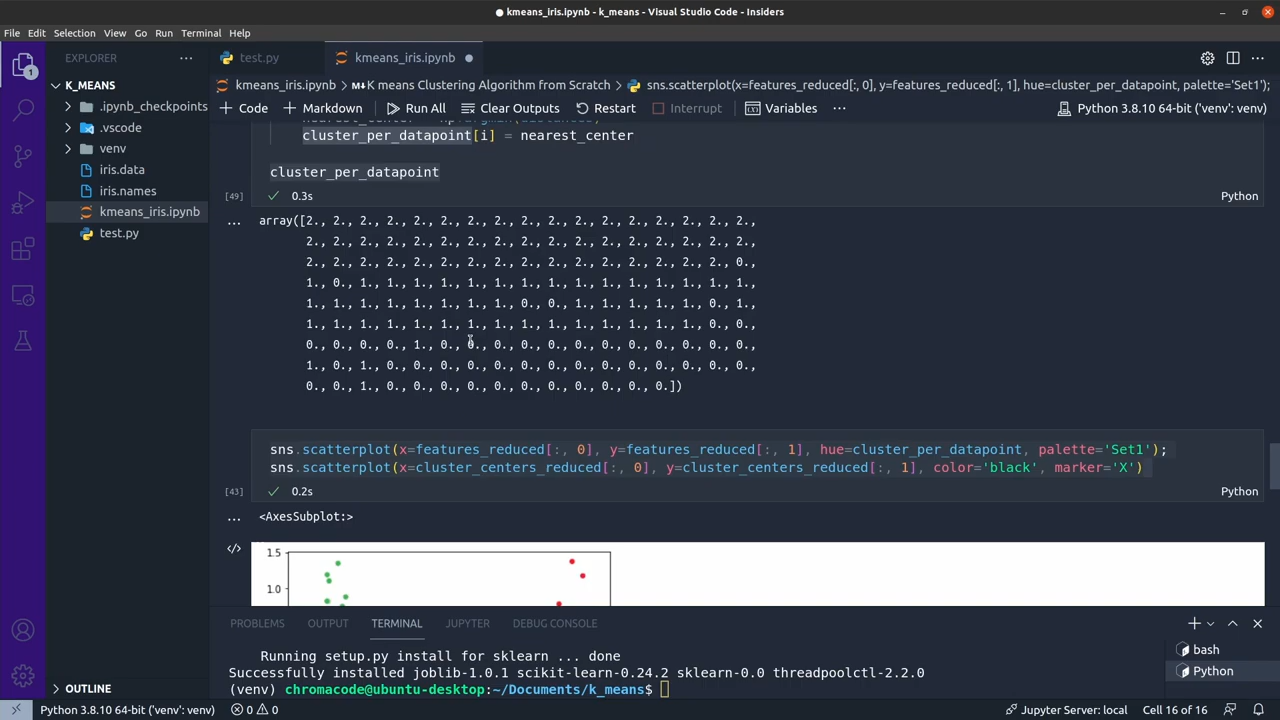 kmeans_iris.ipynb - k_means - Visual Studio Code - Insiders
File Edit Selection View Go Run Terminal Help
EXPLORER
test.py
kmeans_iris.ipynb
K_MEANS
kmeans_iris.ipynb > K means Clustering Algorithm from Scratch > sns.scatterplot(x=features_reduced[:, 0], y=features_reduced[:, 1], hue=cluster_per_datapoint, palette='Set1');
.ipynb_checkpoints
Code Markdown Run All Clear Outputs Restart Interrupt Variables Python 3.8.10 64-bit ('venv': venv)
.vscode
venv
iris.data
iris.names
kmeans_iris.ipynb
test.py
cluster_per_datapoint[i] = nearest_center
cluster_per_datapoint
[49] 0.3s Python
array([2., 2., 2., 2., 2., 2., 2., 2., 2., 2., 2., 2., 2., 2., 2., 2., 2.,
2., 2., 2., 2., 2., 2., 2., 2., 2., 2., 2., 2., 2., 2., 2., 2., 2.,
2., 2., 2., 2., 2., 2., 2., 2., 2., 2., 2., 2., 2., 2., 2., 2., 0.,
1., 0., 1., 1., 1., 1., 1., 1., 1., 1., 1., 1., 1., 1., 1., 1., 1.,
1., 1., 1., 1., 1., 1., 1., 1., 0., 0., 1., 1., 1., 1., 1., 0., 1.,
1., 1., 1., 1., 1., 1., 1., 1., 1., 1., 1., 1., 1., 1., 1., 0., 0.,
0., 0., 0., 0., 1., 0., 0., 0., 0., 0., 0., 0., 0., 0., 0., 0., 0.,
1., 0., 1., 0., 0., 0., 0., 0., 0., 0., 0., 0., 0., 0., 0., 0., 0.,
0., 0., 1., 0., 0., 0., 0., 0., 0., 0., 0., 0., 0., 0.])
sns.scatterplot(x=features_reduced[:, 0], y=features_reduced[:, 1], hue=cluster_per_datapoint, palette='Set1');
sns.scatterplot(x=cluster_centers_reduced[:, 0], y=cluster_centers_reduced[:, 1], color='black', marker='X')
[43] 0.2s Python
<AxesSubplot:>
1.5
1.0
PROBLEMS OUTPUT TERMINAL JUPYTER DEBUG CONSOLE
Running setup.py install for sklearn ... done
Successfully installed joblib-1.0.1 scikit-learn-0.24.2 sklearn-0.0 threadpoolctl-2.2.0
(venv) chromacode@ubuntu-desktop:~/Documents/k_means$
bash
Python
OUTLINE
Python 3.8.10 64-bit ('venv': venv) 0 0 Jupyter Server: local Cell 16 of 16